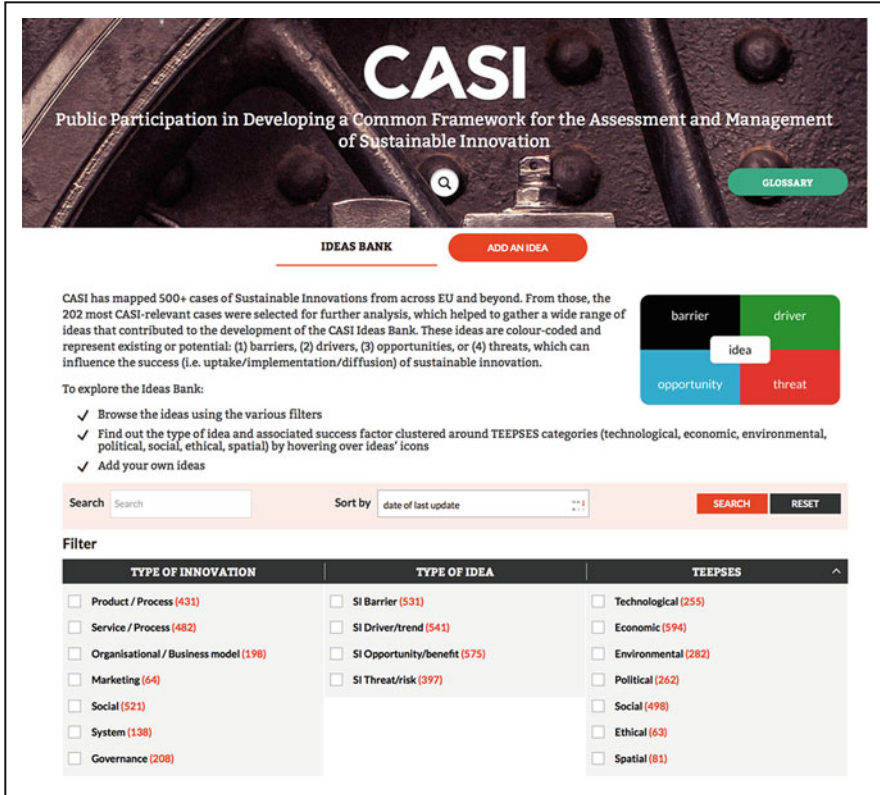 CASI
Public Participation in Developing a Common Framework for the Assessment and Management
of Sustainable Innovation
GLOSSARY
IDEAS BANK
ADD AN IDEA
CASI has mapped 500+ cases of Sustainable Innovations from across EU and beyond. From those, the
202 most CASI-relevant cases were selected for further analysis, which helped to gather a wide range of
ideas that contributed to the development of the CASI Ideas Bank. These ideas are colour-coded and
represent existing or potential: (1) barriers, (2) drivers, (3) opportunities, or (4) threats, which can
influence the success (i.e. uptake/implementation/diffusion) of sustainable innovation.
barrier
driver
idea
opportunity
threat
To explore the Ideas Bank:
Browse the ideas using the various filters
Find out the type of idea and associated success factor clustered around TEEPSES categories (technological, economic, environmental,
political, social, ethical, spatial) by hovering over ideas' icons
Add your own ideas
Search
Search
Sort by
date of last update
SEARCH
RESET
Filter
TYPE OF INNOVATION
Product / Process (431)
Service / Process (482)
Organisational / Business model (198)
Marketing (64)
Social (521)
System (138)
Governance (208)
TYPE OF IDEA
SI Barrier (531)
SI Driver/trend (541)
SI Opportunity/benefit (575)
SI Threat/risk (397)
TEEPSES
Technological (255)
Economic (594)
Environmental (282)
Political (262)
Social (498)
Ethical (63)
Spatial (81)